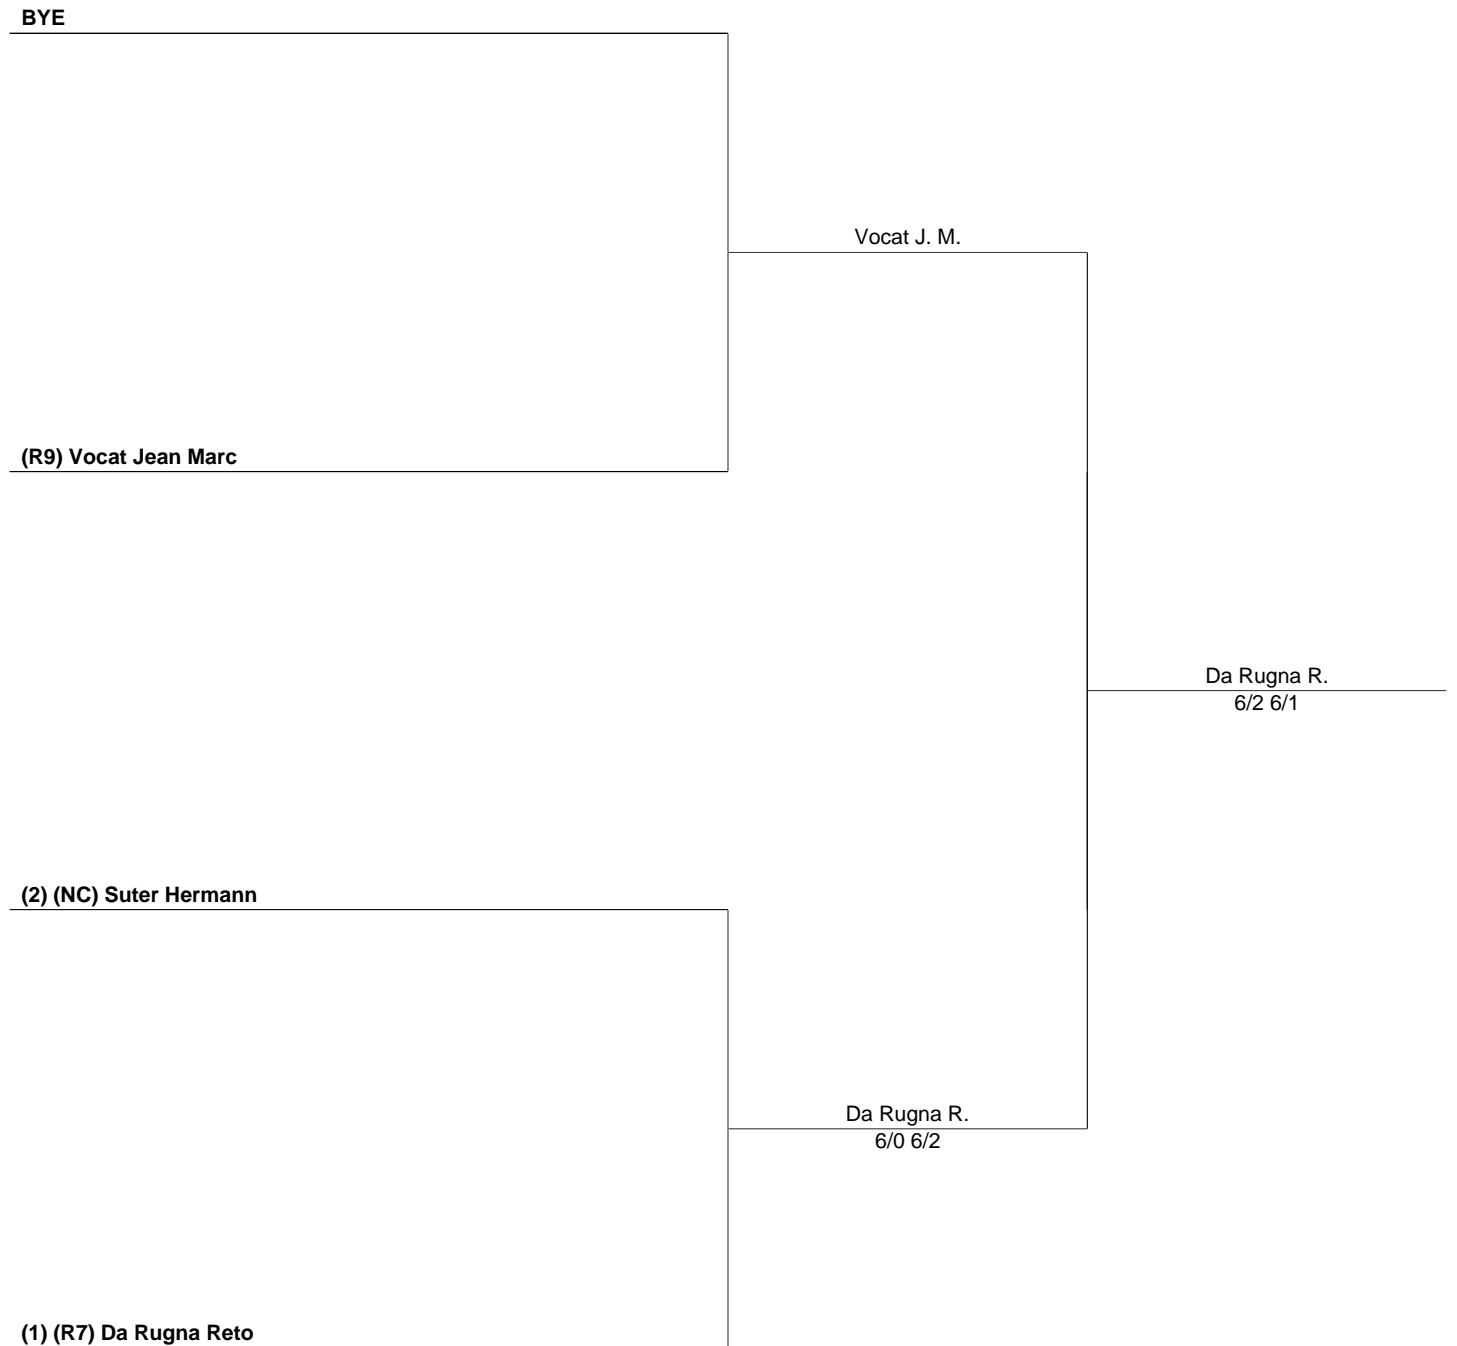 BYE
Vocat J. M.
(R9) Vocat Jean Marc
Da Rugna R.
6/2 6/1
(2) (NC) Suter Hermann
Da Rugna R.
6/0 6/2
(1) (R7) Da Rugna Reto